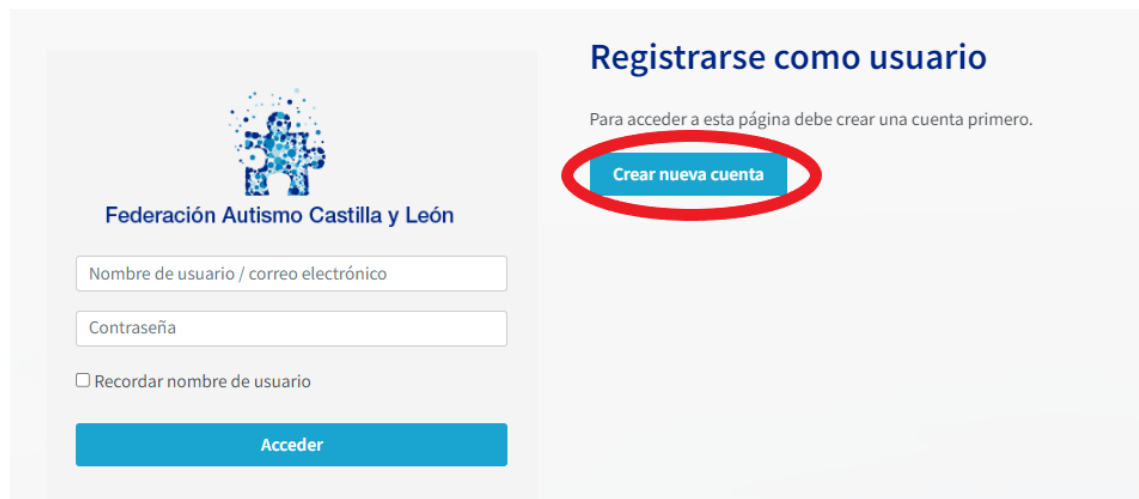 Federación Autismo Castilla y León
Nombre de usuario / correo electrónico
Contraseña
Recordar nombre de usuario
Acceder
Registrarse como usuario
Para acceder a esta página debe crear una cuenta primero.
Crear nueva cuenta